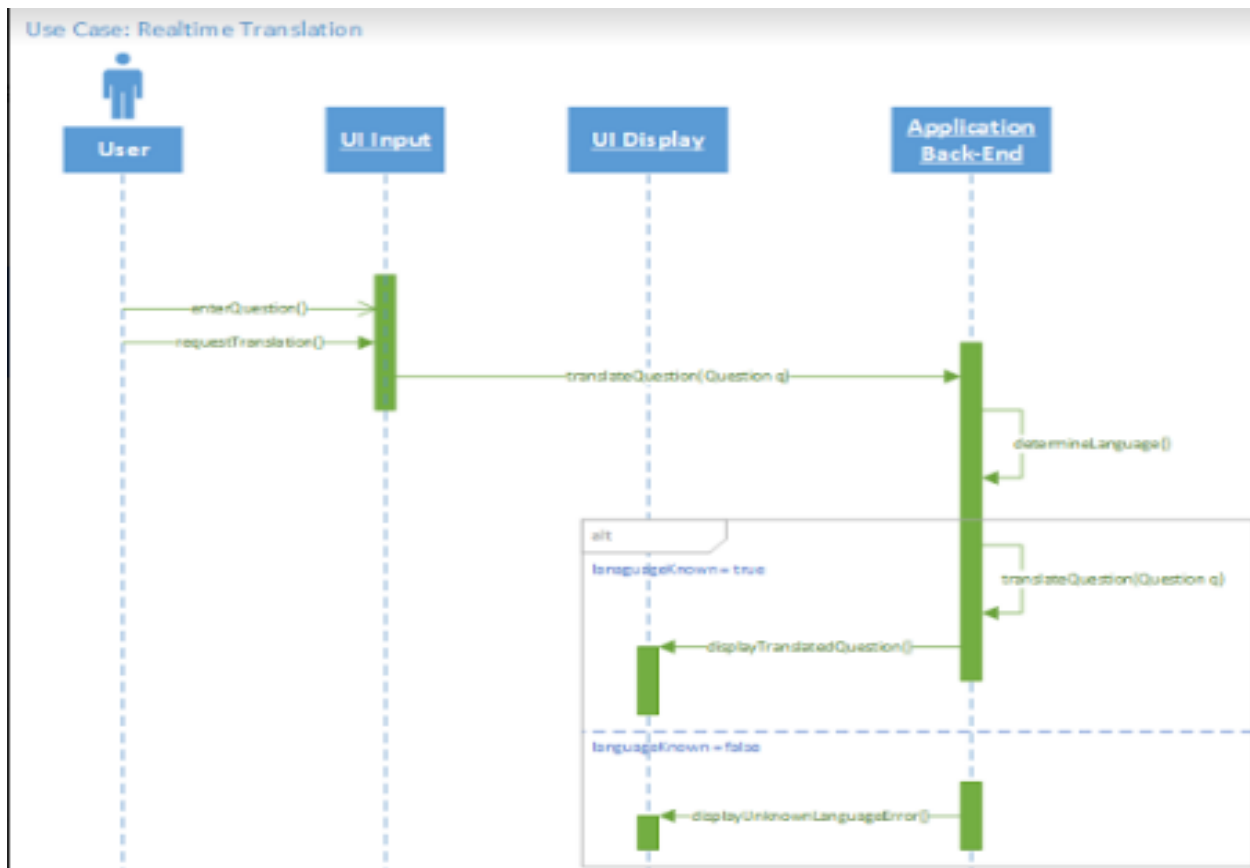 Use Case: Realtime Translation
User
UI Input
UI Display
Application
Back-End
enterQuestion()
requestTranslation()
translateQuestion(Question q)
determineLanguage()
alt
lanaguageKnown = true
translateQuestion(Question q)
displayTranslatedQuestion()
languageKnown = false
displayUnknownLanguageError()